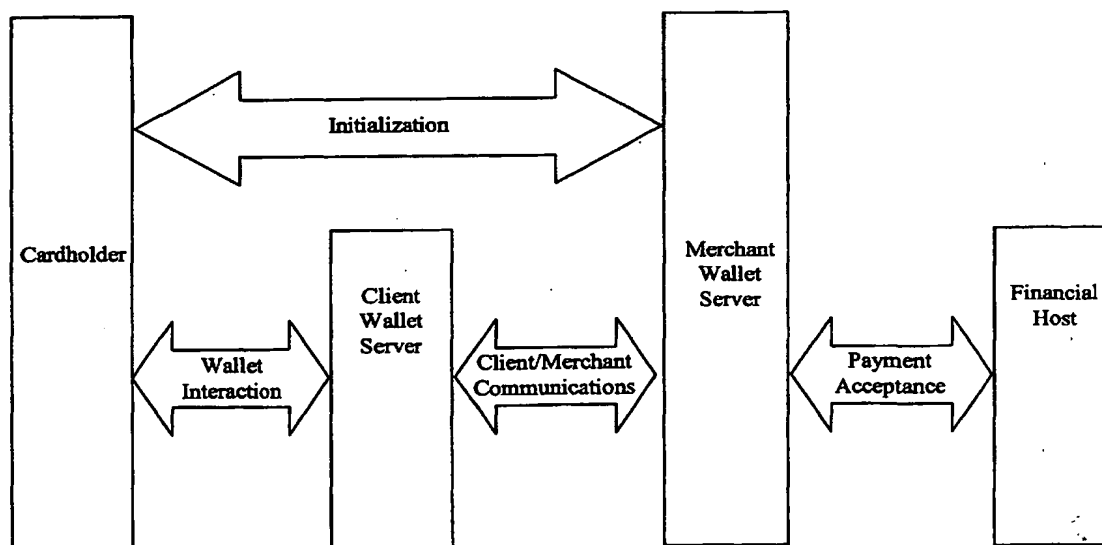 Initialization
Cardholder
Client
Wallet
Server
Merchant
Wallet
Server
Financial
Host
Wallet
Interaction
Client/Merchant
Communications
Payment
Acceptance